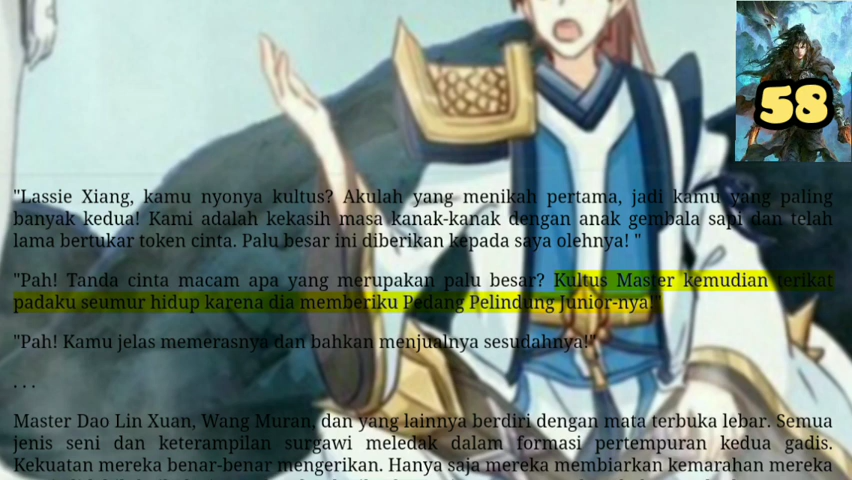 58
"Lassie Xiang, kamu nyonya kultus? Akulah yang menikah pertama, jadi kamu yang paling
banyak kedua! Kami adalah kekasih masa kanak-kanak dengan anak gembala sapi dan telah
lama bertukar token cinta. Palu besar ini diberikan kepada saya olehnya! "
"Pah! Tanda cinta macam apa yang merupakan palu besar? Kultus Master kemudian terikat
padaku seumur hidup karena dia memberiku Pedang Pelindung Junior-nya!"
"Pah! Kamu jelas memerasnya dan bahkan menjualnya sesudahnya!"
. . .
Master Dao Lin Xuan, Wang Muran, dan yang lainnya berdiri dengan mata terbuka lebar. Semua
jenis seni dan keterampilan surgawi meledak dalam formasi pertempuran kedua gadis.
Kekuatan mereka benar-benar mengerikan. Hanya saja mereka membiarkan kemarahan mereka